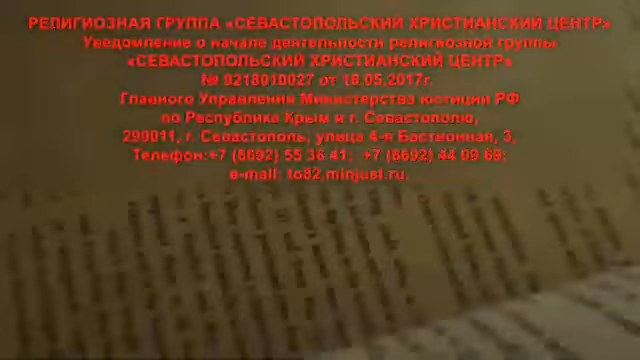 РЕЛИГИОЗНАЯ ГРУППА «СЕВАСТОПОЛЬСКИЙ ХРИСТИАНСКИЙ ЦЕНТР»
Уведомление о начале деятельности религиозной группы
«СЕВАСТОПОЛЬСКИЙ ХРИСТИАНСКИЙ ЦЕНТР»
№ 9218010027 от 16.05.2017г.
Главного Управления Министерства юстиции РФ
по Республике Крым и г. Севастополю,
299011, г. Севастополь, улица 4-я Бастионная, 3,
Телефон:+7 (8692) 55 36 41; +7 (8692) 44 09 69;
e-mail: to82.minjust.ru.